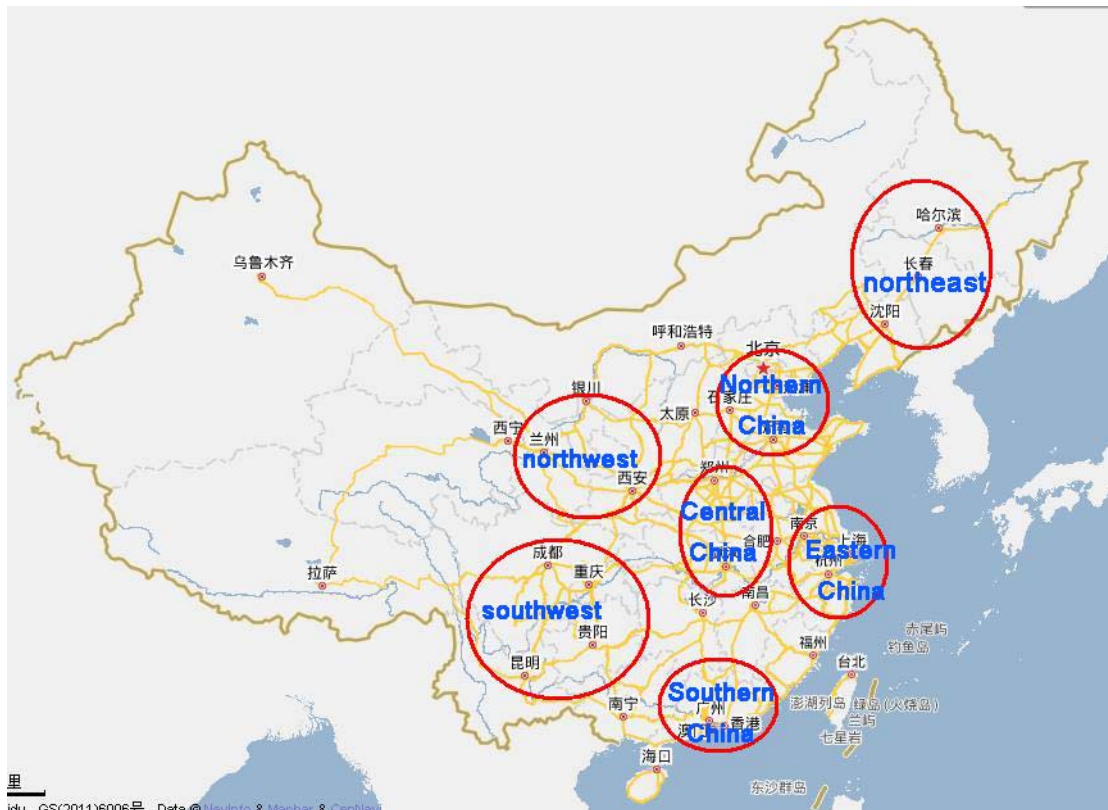 哈尔滨
乌鲁木齐
长春
northeast
沈阳
呼和浩特
北京
Northern
银川
石家庄
太原
China
西宁
兰州
northwest
郑州
西安
Central
南京
China
合肥
上海
Eastern
成都
杭州
拉萨
重庆
China
southwest
长沙
南昌
贵阳
赤尾屿
福州
钓鱼岛
昆明
台北
Southern
澎湖列岛
绿岛(火烧岛)
南宁
广州
兰屿
香港
China
七星岩
海口
里
东沙群岛
GS(2011)6006号
Data ©
NavInfo & Mapbar & CenNavi